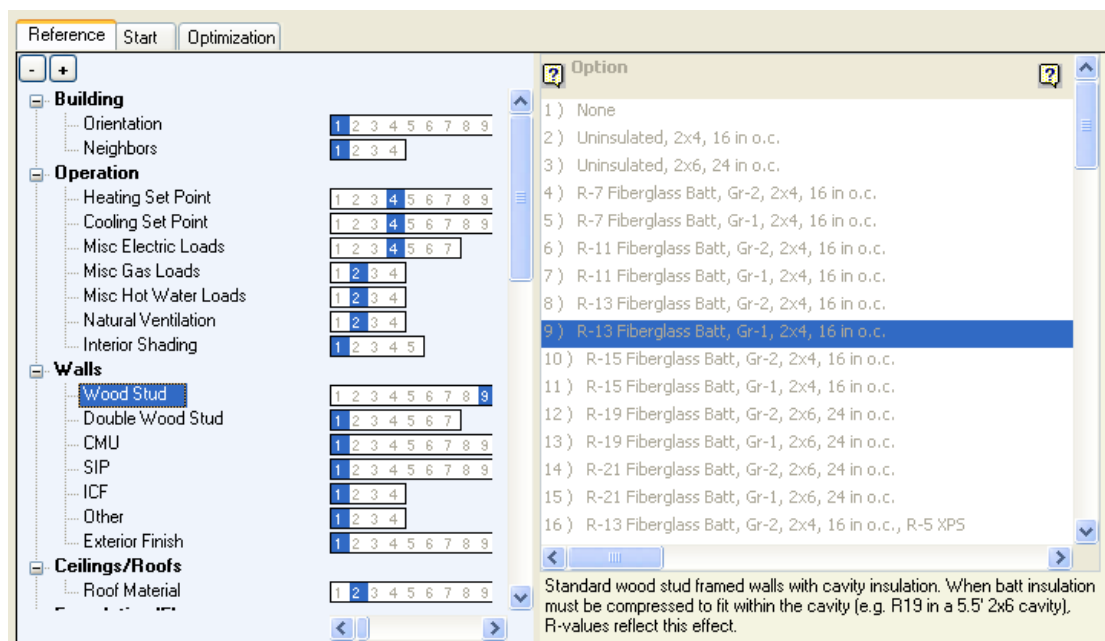 Reference Start Optimization
- +
Building
Orientation 1 2 3 4 5 6 7 8 9
Neighbors 1 2 3 4
Operation
Heating Set Point 1 2 3 4 5 6 7 8 9
Cooling Set Point 1 2 3 4 5 6 7 8 9
Misc Electric Loads 1 2 3 4 5 6 7
Misc Gas Loads 1 2 3 4
Misc Hot Water Loads 1 2 3 4
Natural Ventilation 1 2 3 4
Interior Shading 1 2 3 4 5
Walls
Wood Stud 1 2 3 4 5 6 7 8 9
Double Wood Stud 1 2 3 4 5 6 7
CMU 1 2 3 4 5 6 7 8 9
SIP 1 2 3 4 5 6 7 8 9
ICF 1 2 3 4
Other 1 2 3 4
Exterior Finish 1 2 3 4 5 6 7 8 9
Ceilings/Roofs
Roof Material 1 2 3 4 5 6 7 8 9
? Option ?
1 ) None
2 ) Uninsulated, 2x4, 16 in o.c.
3 ) Uninsulated, 2x6, 24 in o.c.
4 ) R-7 Fiberglass Batt, Gr-2, 2x4, 16 in o.c.
5 ) R-7 Fiberglass Batt, Gr-1, 2x4, 16 in o.c.
6 ) R-11 Fiberglass Batt, Gr-2, 2x4, 16 in o.c.
7 ) R-11 Fiberglass Batt, Gr-1, 2x4, 16 in o.c.
8 ) R-13 Fiberglass Batt, Gr-2, 2x4, 16 in o.c.
9 ) R-13 Fiberglass Batt, Gr-1, 2x4, 16 in o.c.
10 ) R-15 Fiberglass Batt, Gr-2, 2x4, 16 in o.c.
11 ) R-15 Fiberglass Batt, Gr-1, 2x4, 16 in o.c.
12 ) R-19 Fiberglass Batt, Gr-2, 2x6, 24 in o.c.
13 ) R-19 Fiberglass Batt, Gr-1, 2x6, 24 in o.c.
14 ) R-21 Fiberglass Batt, Gr-2, 2x6, 24 in o.c.
15 ) R-21 Fiberglass Batt, Gr-1, 2x6, 24 in o.c.
16 ) R-13 Fiberglass Batt, Gr-2, 2x4, 16 in o.c., R-5 XPS
Standard wood stud framed walls with cavity insulation. When batt insulation
must be compressed to fit within the cavity (e.g. R19 in a 5.5' 2x6 cavity),
R-values reflect this effect.